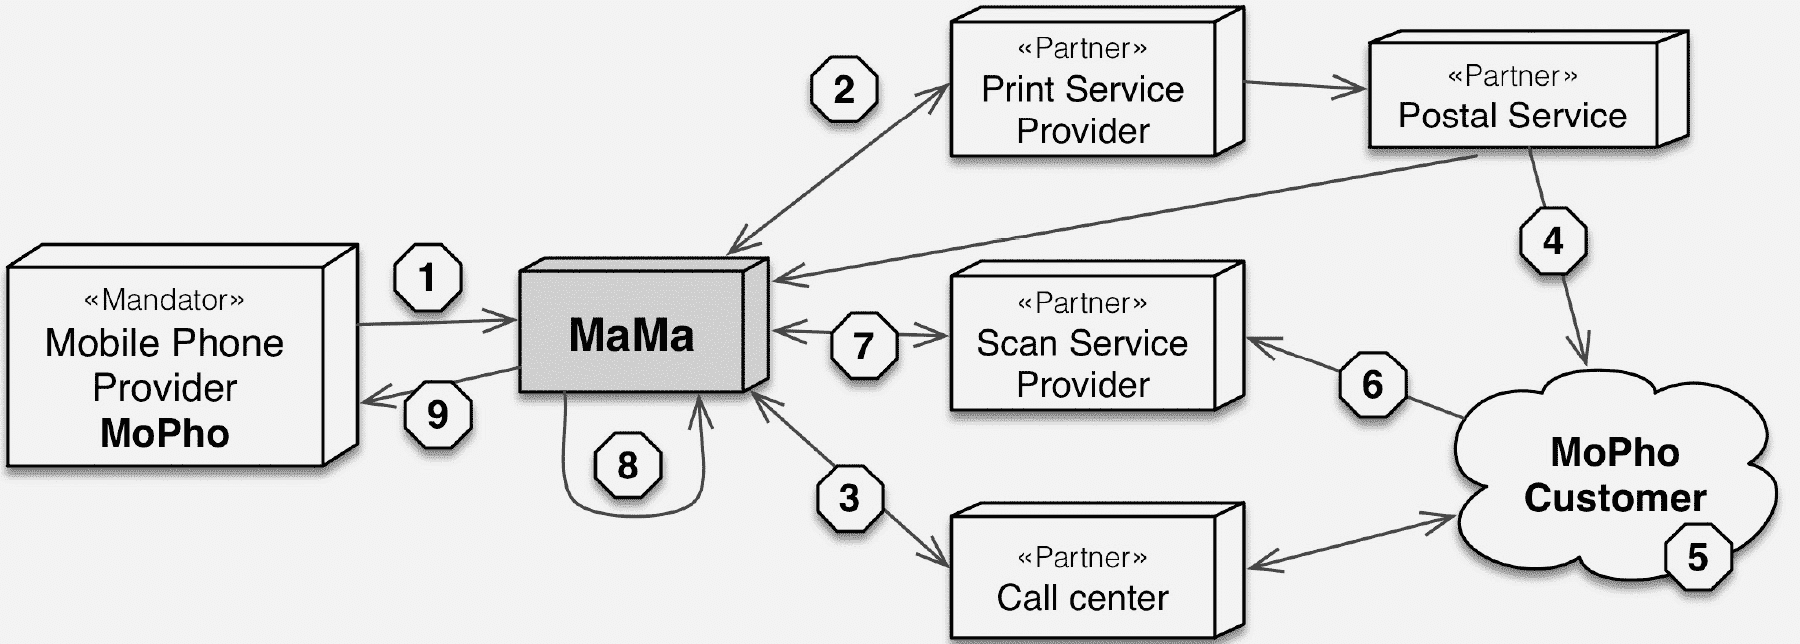 «Partner»
Print Service
Provider
«Partner»
Postal Service
2
4
1
«Mandator»
Mobile Phone
Provider
MoPho
MaMa
«Partner»
Scan Service
Provider
7
6
9
8
3
MoPho
Customer
5
«Partner»
Call center